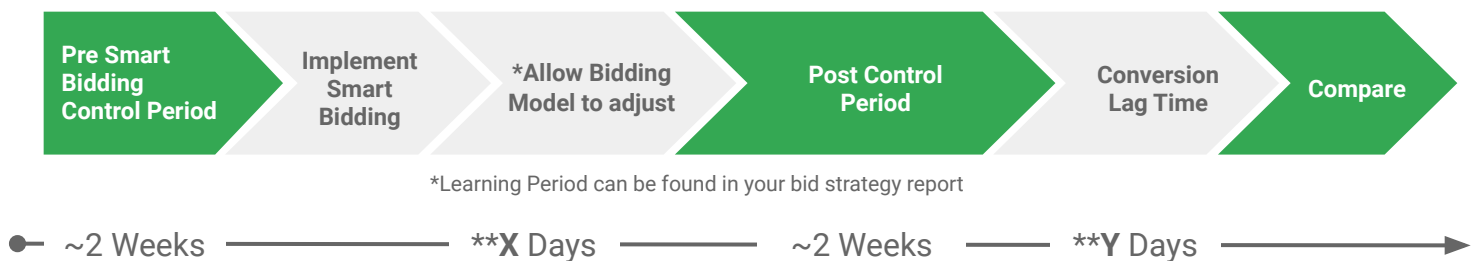 Pre Smart
Bidding
Control Period
Implement
Smart
Bidding
*Allow Bidding
Model to adjust
Post Control
Period
Conversion
Lag Time
Compare
*Learning Period can be found in your bid strategy report
~2 Weeks
**X Days
~2 Weeks
**Y Days